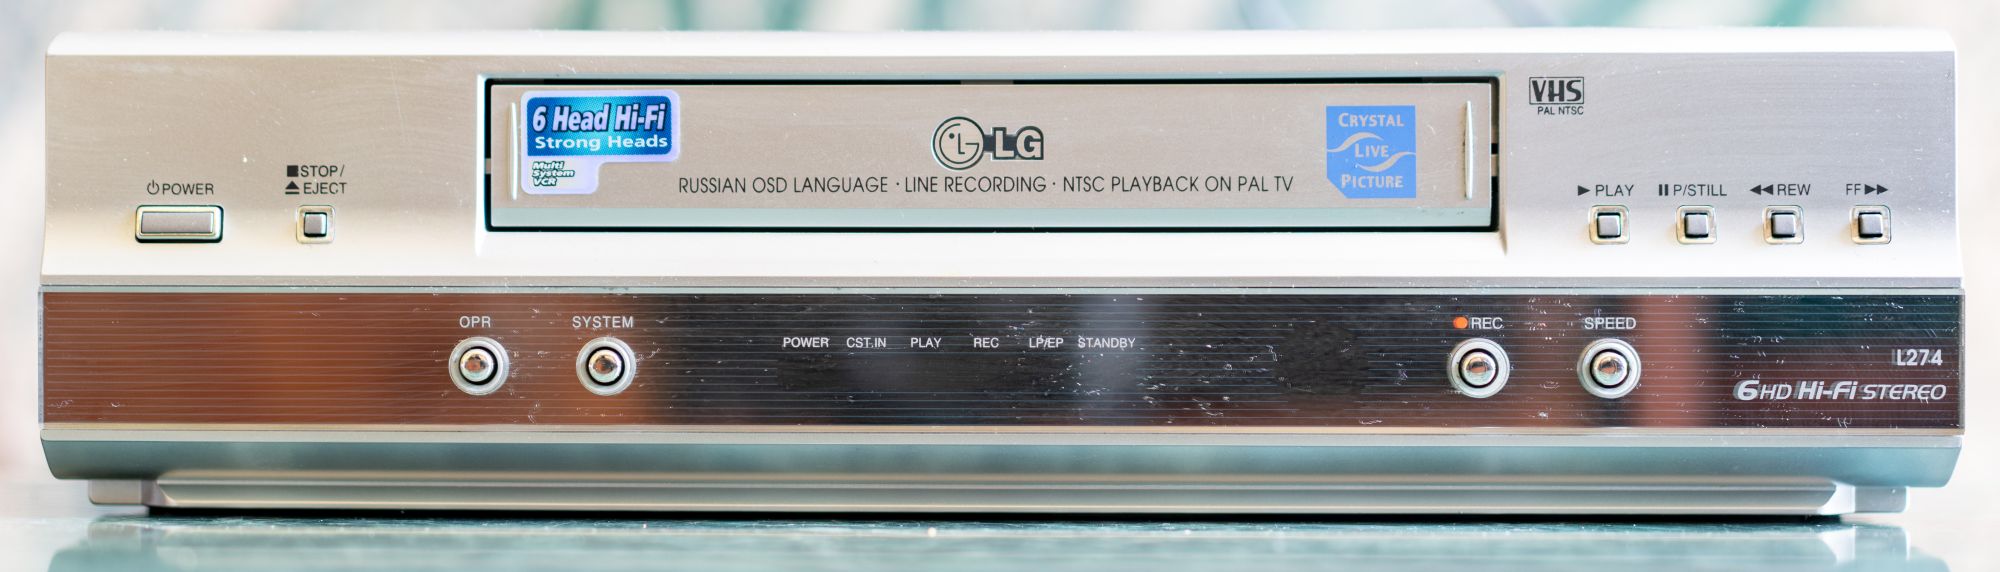 POWER
■STOP/
▲EJECT
6 Head Hi-Fi
Strong Heads
Multi
System
VCR
LG
RUSSIAN OSD LANGUAGE · LINE RECORDING · NTSC PLAYBACK ON PAL TV
CRYSTAL
LIVE
PICTURE
VHS
PAL NTSC
▶ PLAY
P/STILL
◀◀ REW
FF ▶▶
OPR
SYSTEM
POWER CST.IN PLAY REC LP/EP STANDBY
REC
SPEED
L274
6HD Hi-Fi STEREO